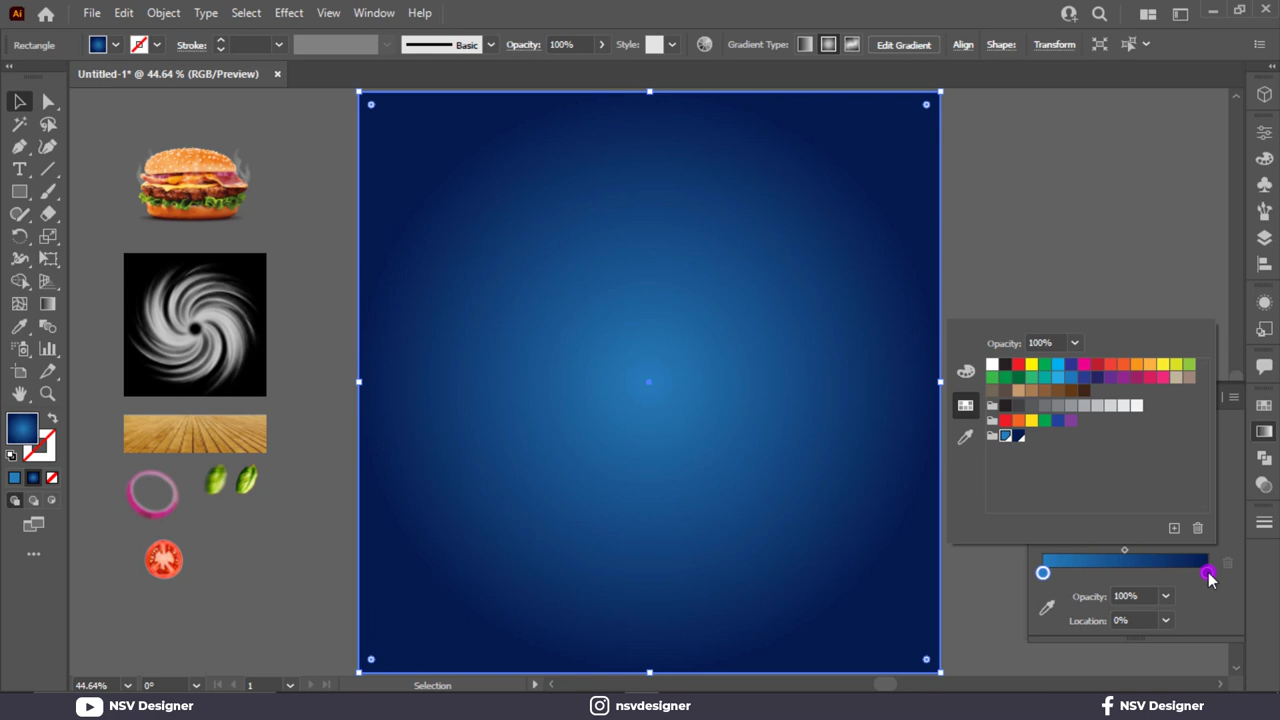 Ai File Edit Object Type Select Effect View Window Help
Rectangle Stroke: Basic Opacity: 100% Style: Gradient Type: Edit Gradient Align Shape: Transform
Untitled-1* @ 44.64 % (RGB/Preview)
Opacity: 100%
Opacity: 100%
Location: 0%
44.64% 0° 1 Selection
NSV Designer nsvdesigner NSV Designer